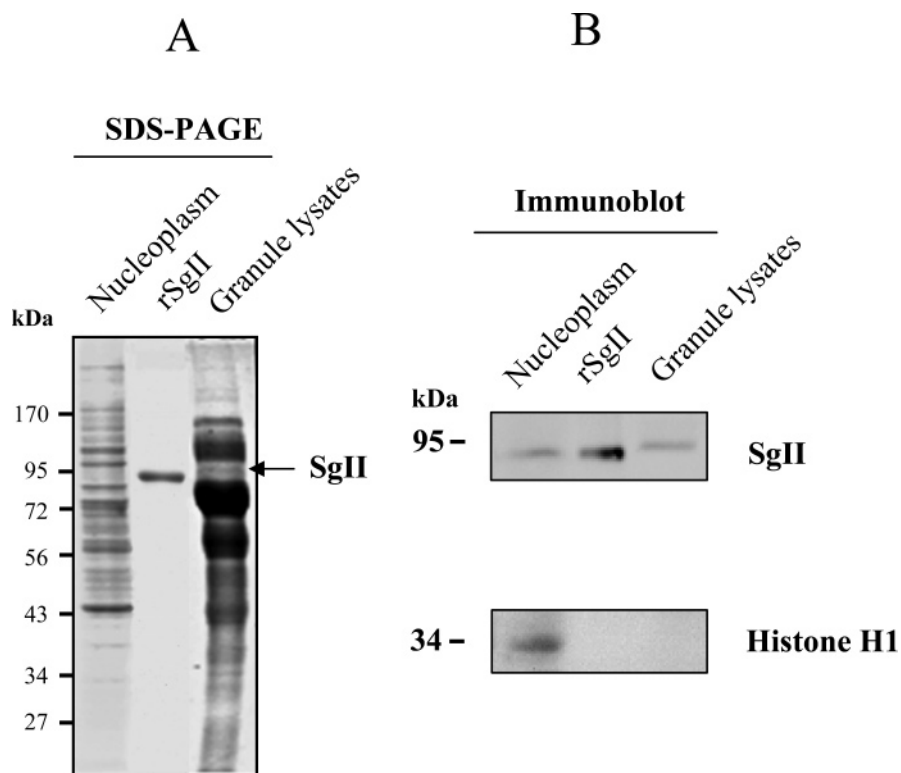 A
SDS-PAGE
Nucleoplasm
rSgII
Granule lysates
kDa
170
95
72
56
43
34
27
SgII
B
Immunoblot
Nucleoplasm
rSgII
Granule lysates
kDa
95
SgII
34
Histone H1